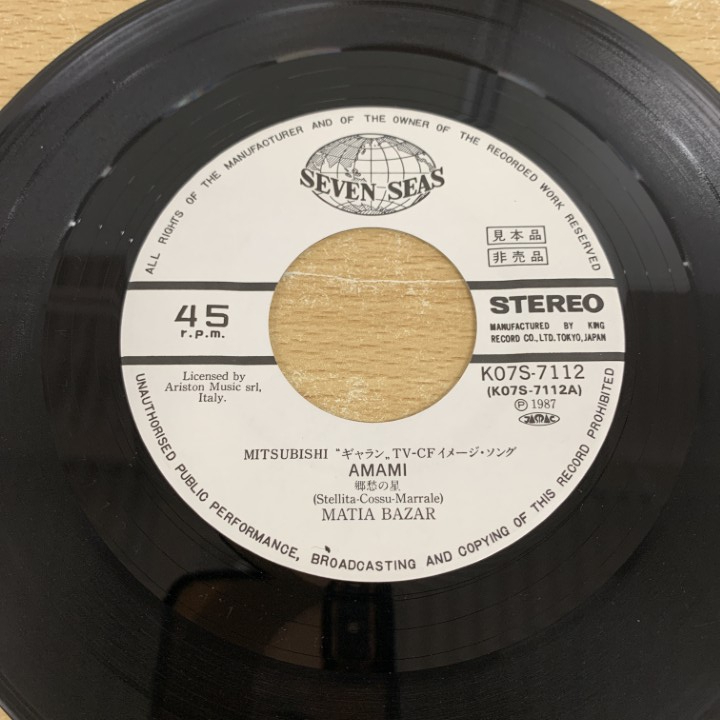 ALL RIGHTS OF THE MANUFACTURER AND OF THE OWNER OF THE RECORDED WORK RESERVED
SEVEN SEAS
見本品
非売品
45
r.p.m.
STEREO
MANUFACTURED BY KING
RECORD CO., LTD. TOKYO, JAPAN
Licensed by
Ariston Music srl,
Italy.
K07S-7112
(K07S-7112A)
Ⓟ 1987
JASRAC
MITSUBISHI “ギャラン„ TV-CFイメージ・ソング
AMAMI
郷愁の星
(Stellita-Cossu-Marrale)
MATIA BAZAR
UNAUTHORISED PUBLIC PERFORMANCE, BROADCASTING AND COPYING OF THIS RECORD PROHIBITED